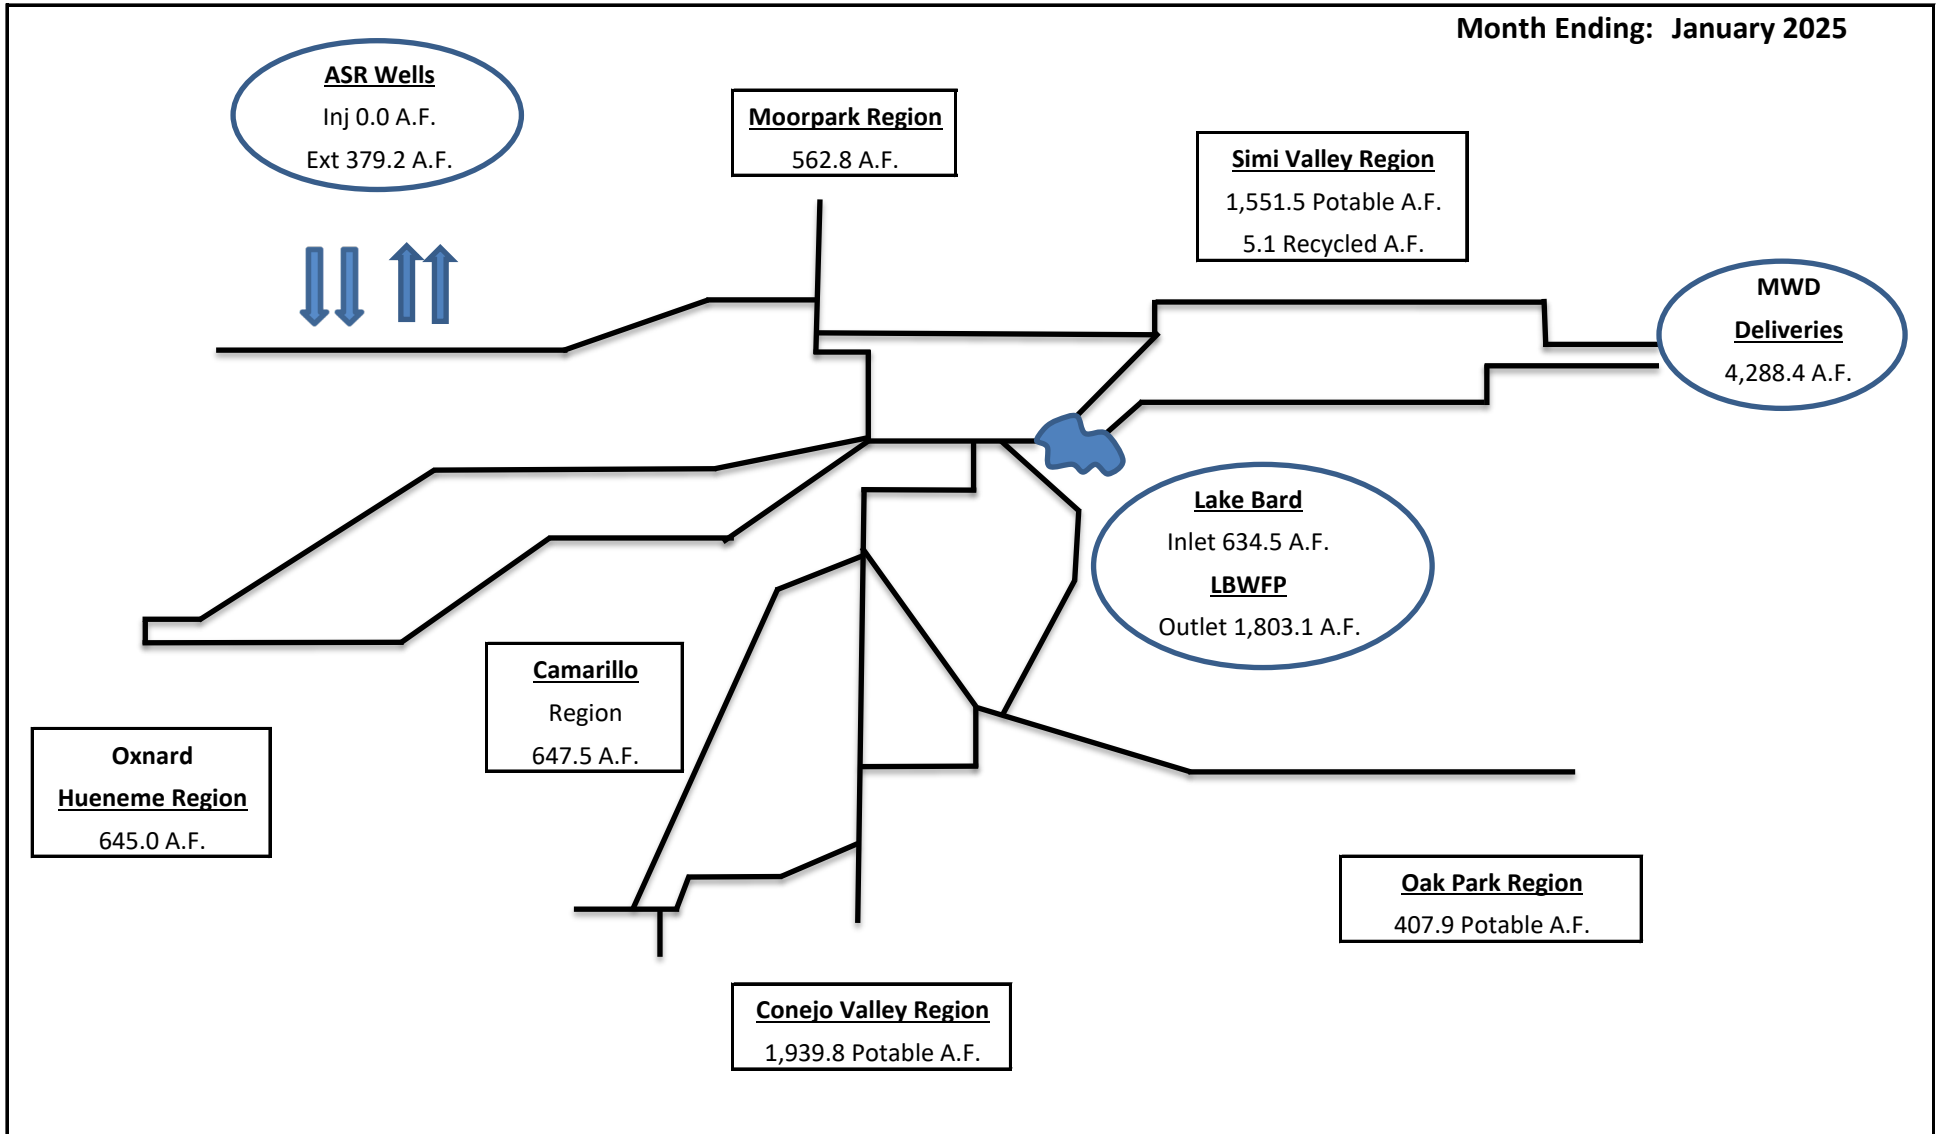 Month Ending: January 2025
ASR Wells
Inj 0.0 A.F.
Ext 379.2 A.F.
Moorpark Region
562.8 A.F.
Simi Valley Region
1,551.5 Potable A.F.
5.1 Recycled A.F.
MWD
Deliveries
4,288.4 A.F.
Lake Bard
Inlet 634.5 A.F.
LBWFP
Outlet 1,803.1 A.F.
Camarillo
Region
647.5 A.F.
Oxnard
Hueneme Region
645.0 A.F.
Oak Park Region
407.9 Potable A.F.
Conejo Valley Region
1,939.8 Potable A.F.